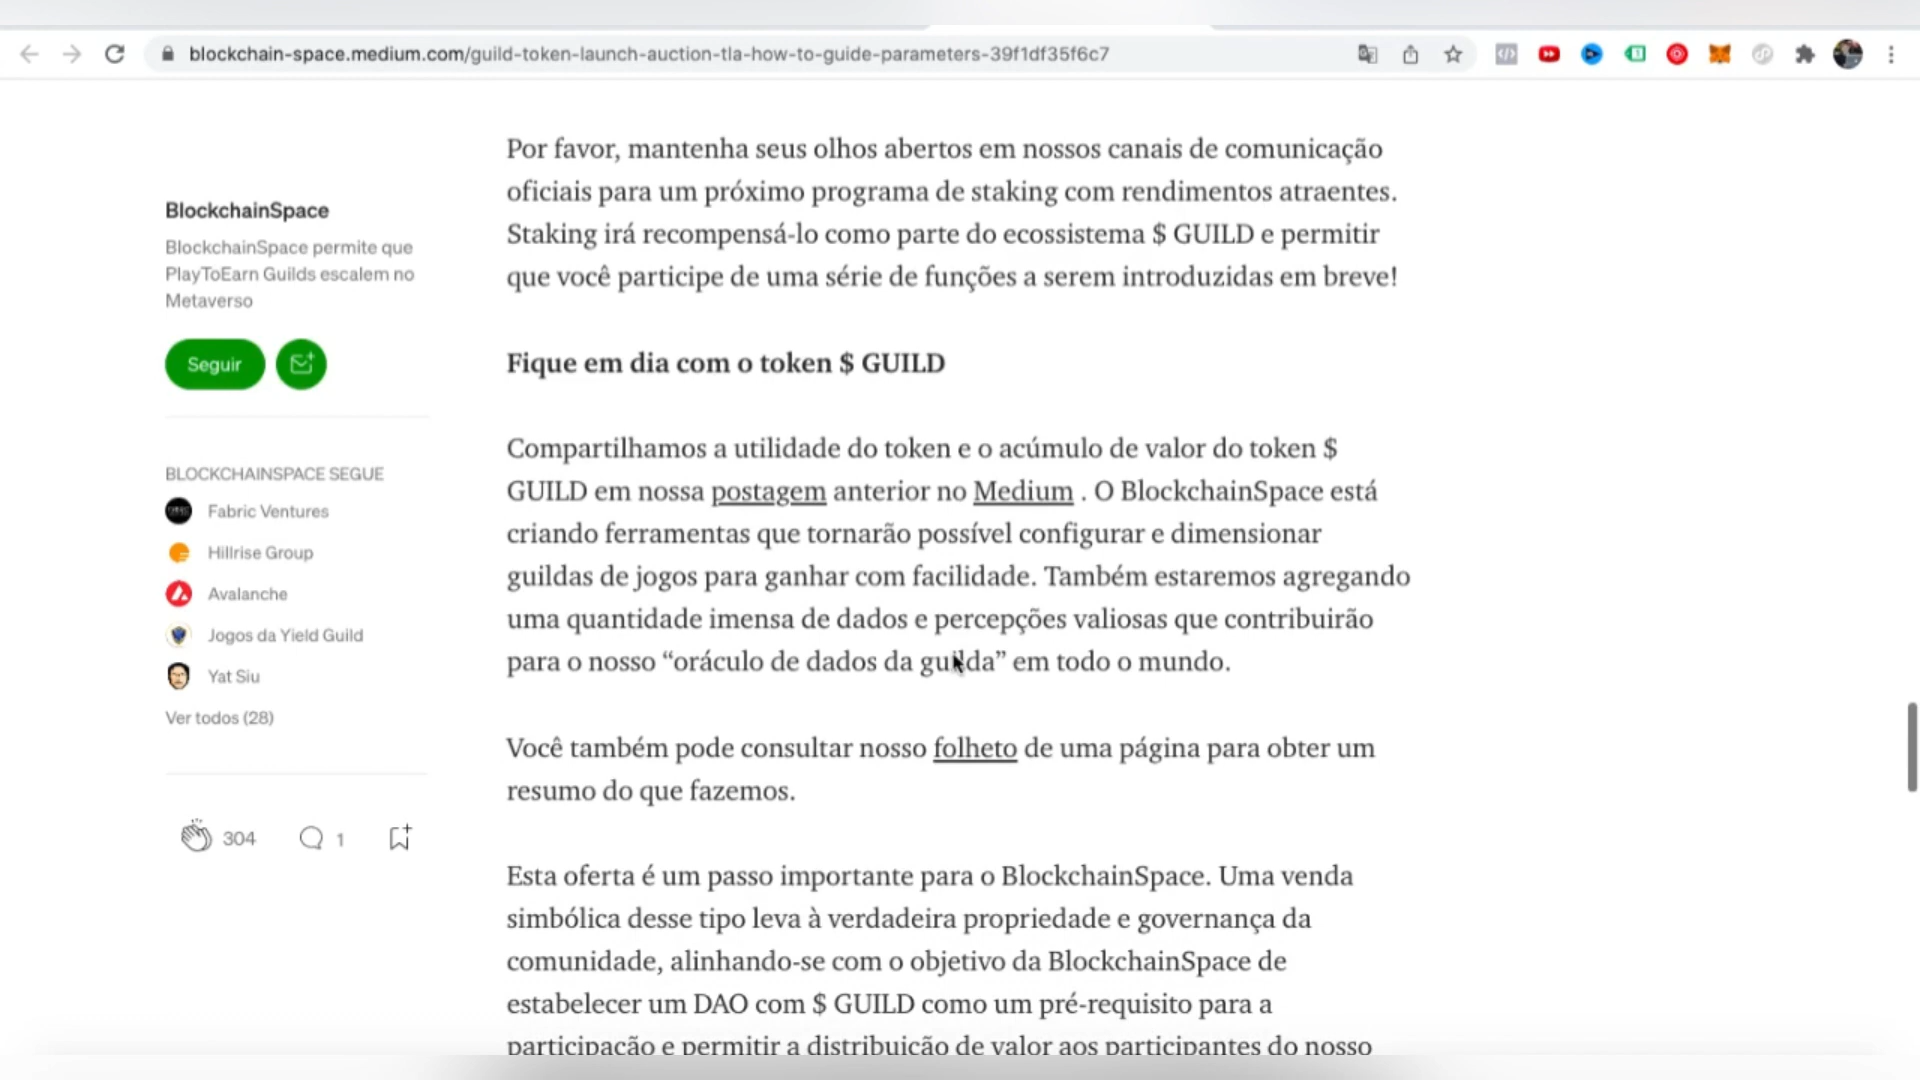 blockchain-space.medium.com/guild-token-launch-auction-tla-how-to-guide-parameters-39f1df35f6c7
BlockchainSpace
BlockchainSpace permite que
PlayToEarn Guilds escalem no
Metaverso
Seguir
BLOCKCHAINSPACE SEGUE
Fabric Ventures
Hillrise Group
Avalanche
Jogos da Yield Guild
Yat Siu
Ver todos (28)
304
1
Por favor, mantenha seus olhos abertos em nossos canais de comunicação
oficiais para um próximo programa de staking com rendimentos atraentes.
Staking irá recompensá-lo como parte do ecossistema $ GUILD e permitir
que você participe de uma série de funções a serem introduzidas em breve!
Fique em dia com o token $ GUILD
Compartilhamos a utilidade do token e o acúmulo de valor do token $
GUILD em nossa postagem anterior no Medium . O BlockchainSpace está
criando ferramentas que tornarão possível configurar e dimensionar
guildas de jogos para ganhar com facilidade. Também estaremos agregando
uma quantidade imensa de dados e percepções valiosas que contribuirão
para o nosso “oráculo de dados da guilda” em todo o mundo.
Você também pode consultar nosso folheto de uma página para obter um
resumo do que fazemos.
Esta oferta é um passo importante para o BlockchainSpace. Uma venda
simbólica desse tipo leva à verdadeira propriedade e governança da
comunidade, alinhando-se com o objetivo da BlockchainSpace de
estabelecer um DAO com $ GUILD como um pré-requisito para a
participação e permitir a distribuição de valor aos participantes do nosso